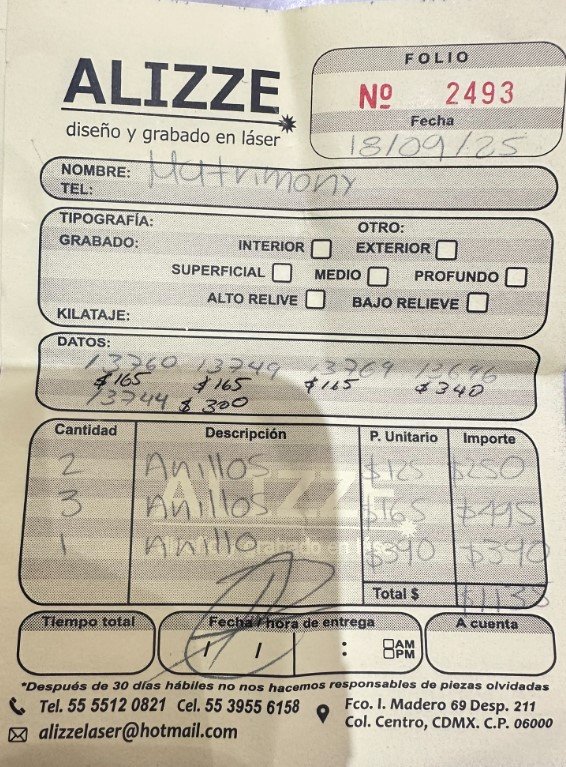 ALIZZE
diseño y grabado en láser
FOLIO
Nº 2493
Fecha
18/09/25
NOMBRE: Matrimony
TEL:
TIPOGRAFÍA: OTRO:
GRABADO: INTERIOR EXTERIOR
SUPERFICIAL MEDIO PROFUNDO
ALTO RELIVE BAJO RELIEVE
KILATAJE:
DATOS:
13760 13749 13769 13696
$165 $165 $165 $340
13744 $300
Cantidad Descripción P. Unitario Importe
2 Anillos $125 $250
3 Anillos $165 $495
1 Anillo $390 $390
Total $ $1135
Tiempo total Fecha / hora de entrega A cuenta
/ / : AM
PM
*Después de 30 días hábiles no nos hacemos responsables de piezas olvidadas
Tel. 55 5512 0821 Cel. 55 3955 6158
alizzelaser@hotmail.com
Fco. I. Madero 69 Desp. 211
Col. Centro, CDMX. C.P. 06000